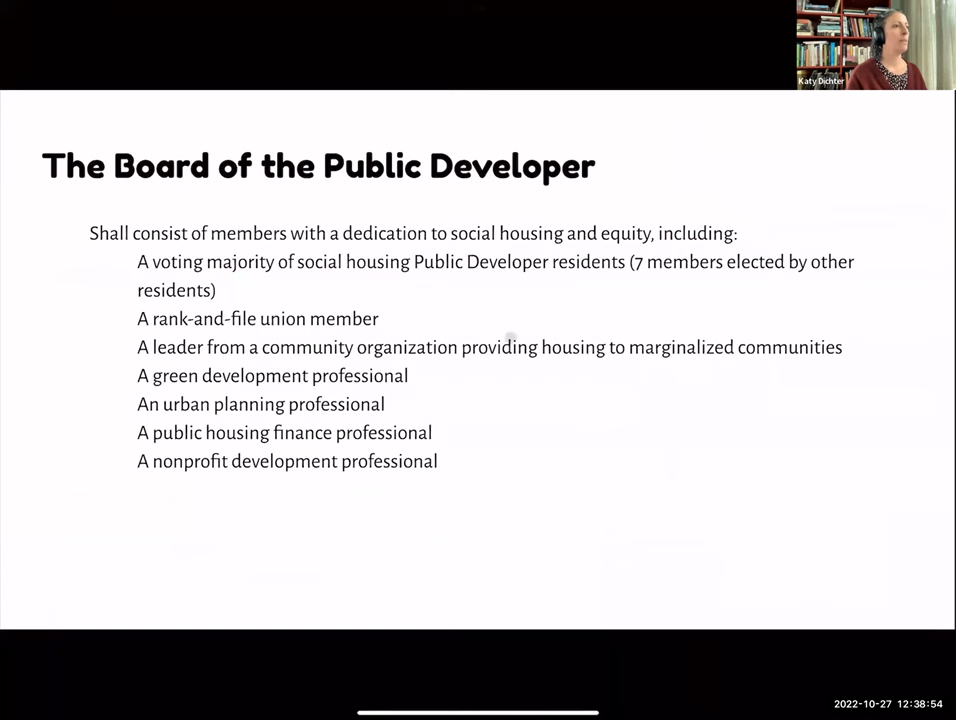 Katy Dichter
The Board of the Public Developer
Shall consist of members with a dedication to social housing and equity, including:
A voting majority of social housing Public Developer residents (7 members elected by other
residents)
A rank-and-file union member
A leader from a community organization providing housing to marginalized communities
A green development professional
An urban planning professional
A public housing finance professional
A nonprofit development professional
2022-10-27 12:38:54